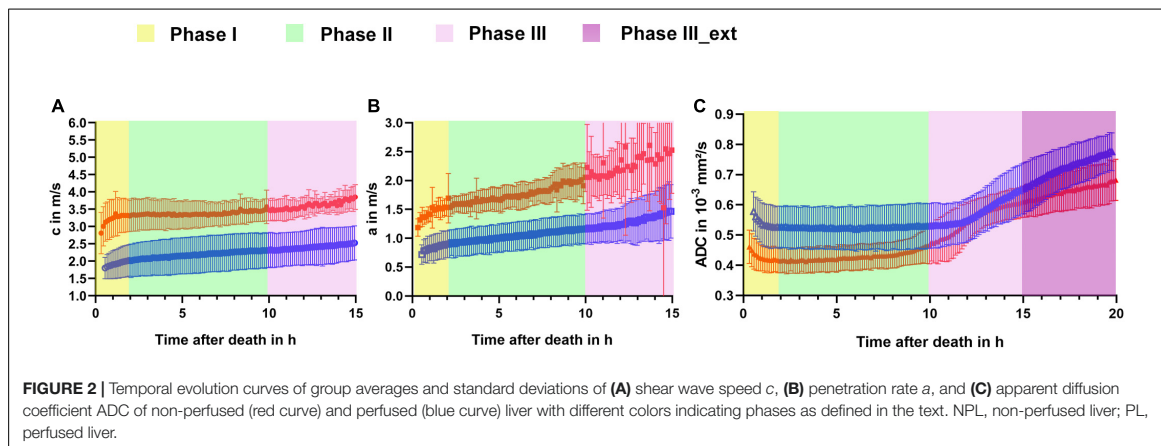 Phase I Phase II Phase III Phase III_ext
A B C
6.0
5.5
5.0
4.5
4.0
3.5
3.0
2.5
2.0
1.5
1.0
c in m/s
0 5 10 15
Time after death in h
3.0
2.5
2.0
1.5
1.0
0.5
0.0
a in m/s
0 5 10 15
Time after death in h
0.9
0.8
0.7
0.6
0.5
0.4
0.3
ADC in 10⁻³ mm²/s
0 5 10 15 20
Time after death in h
FIGURE 2 | Temporal evolution curves of group averages and standard deviations of (A) shear wave speed c, (B) penetration rate a, and (C) apparent diffusion
coefficient ADC of non-perfused (red curve) and perfused (blue curve) liver with different colors indicating phases as defined in the text. NPL, non-perfused liver; PL,
perfused liver.